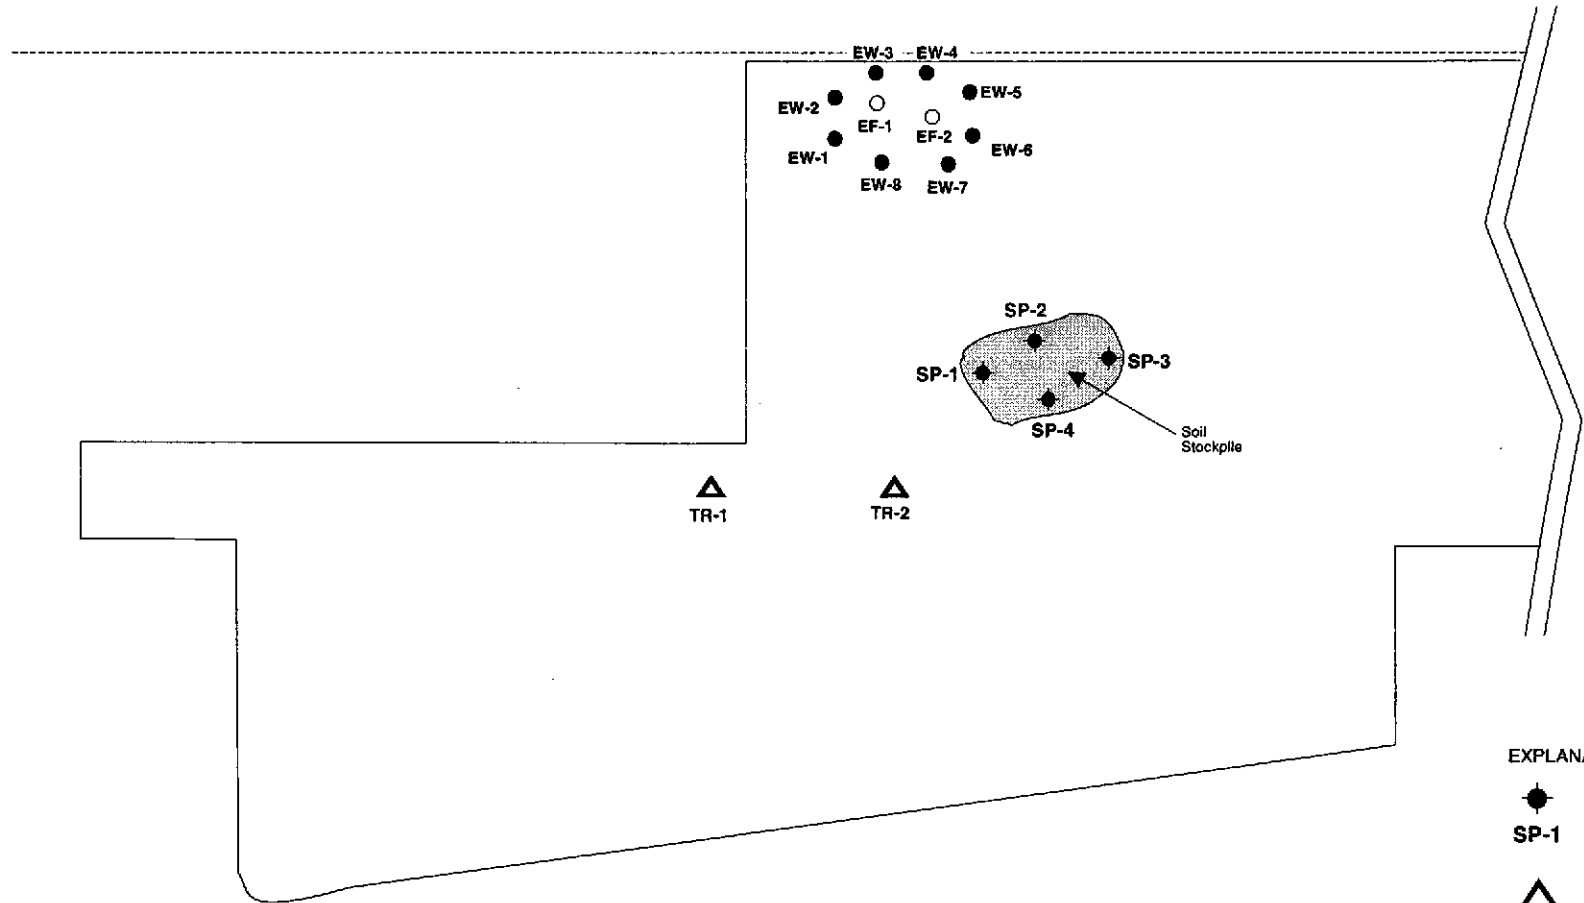 EW-3
EW-4
EW-2
EW-5
EF-1
EF-2
EW-1
EW-6
EW-8
EW-7
SP-2
SP-1
SP-3
SP-4
Soil
Stockpile
TR-1
TR-2
EXPLANA
SP-1